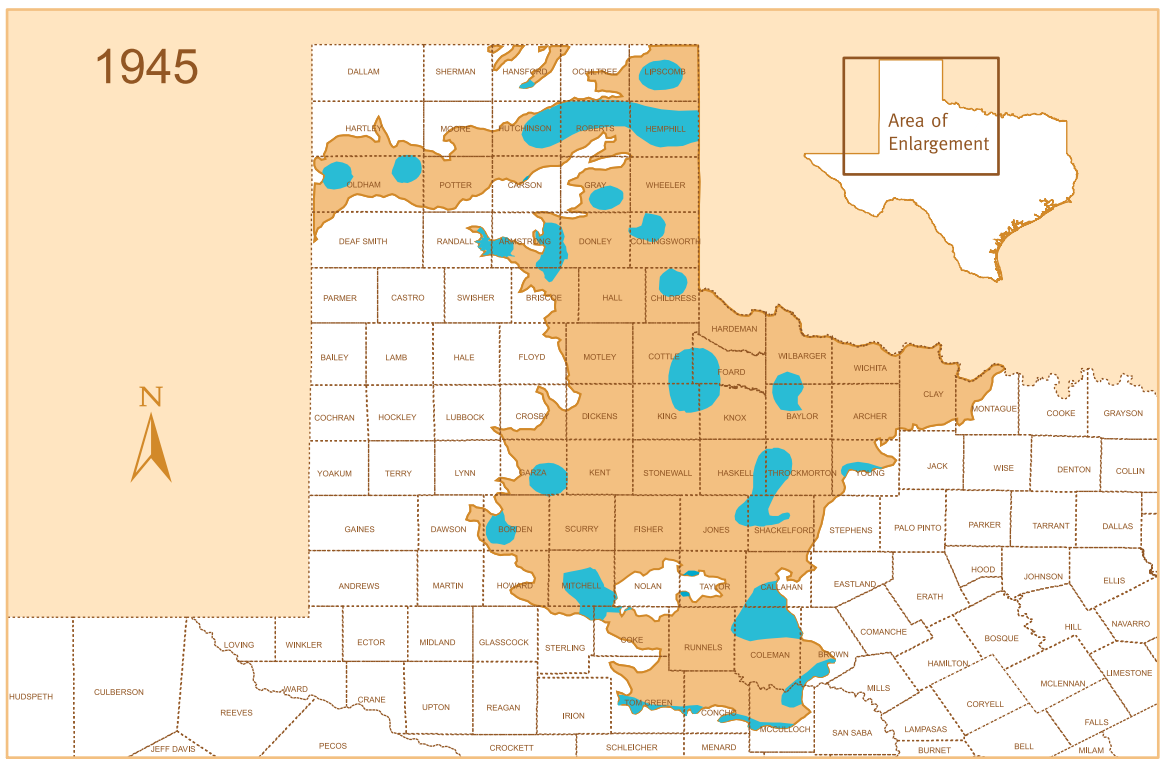 1945
Area of
Enlargement
N
DALLAM
SHERMAN
HANSFORD
OCHILTREE
LIPSCOMB
HARTLEY
MOORE
HUTCHINSON
ROBERTS
HEMPHILL
OLDHAM
POTTER
CARSON
GRAY
WHEELER
DEAF SMITH
RANDALL
ARMSTRONG
DONLEY
COLLINGSWORTH
PARMER
CASTRO
SWISHER
BRISCOE
HALL
CHILDRESS
HARDEMAN
BAILEY
LAMB
HALE
FLOYD
MOTLEY
COTTLE
FOARD
WILBARGER
WICHITA
CLAY
MONTAGUE
COOKE
GRAYSON
COCHRAN
HOCKLEY
LUBBOCK
CROSBY
DICKENS
KING
KNOX
BAYLOR
ARCHER
YOAKUM
TERRY
LYNN
GARZA
KENT
STONEWALL
HASKELL
THROCKMORTON
YOUNG
JACK
WISE
DENTON
COLLIN
GAINES
DAWSON
BORDEN
SCURRY
FISHER
JONES
SHACKELFORD
STEPHENS
PALO PINTO
PARKER
TARRANT
DALLAS
ANDREWS
MARTIN
HOWARD
MITCHELL
NOLAN
TAYLOR
CALLAHAN
EASTLAND
ERATH
HOOD
JOHNSON
ELLIS
LOVING
WINKLER
ECTOR
MIDLAND
GLASSCOCK
STERLING
COKE
RUNNELS
COLEMAN
BROWN
COMANCHE
HAMILTON
BOSQUE
HILL
NAVARRO
HUDSPETH
CULBERSON
REEVES
WARD
CRANE
UPTON
REAGAN
IRION
TOM GREEN
CONCHO
MCCULLOCH
MILLS
SAN SABA
LAMPASAS
CORYELL
MCLENNAN
LIMESTONE
FALLS
JEFF DAVIS
PECOS
CROCKETT
SCHLEICHER
MENARD
BURNET
BELL
MILAM